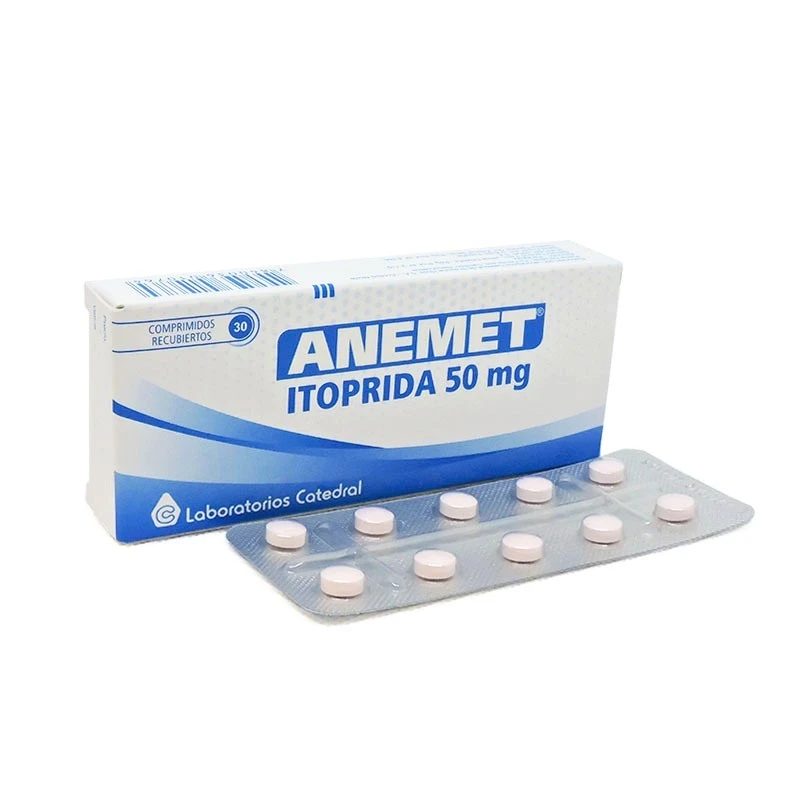 COMPRIMIDOS
RECUBIERTOS
30
ANEMET®
ITOPRIDA 50 mg
C
Laboratorios Catedral